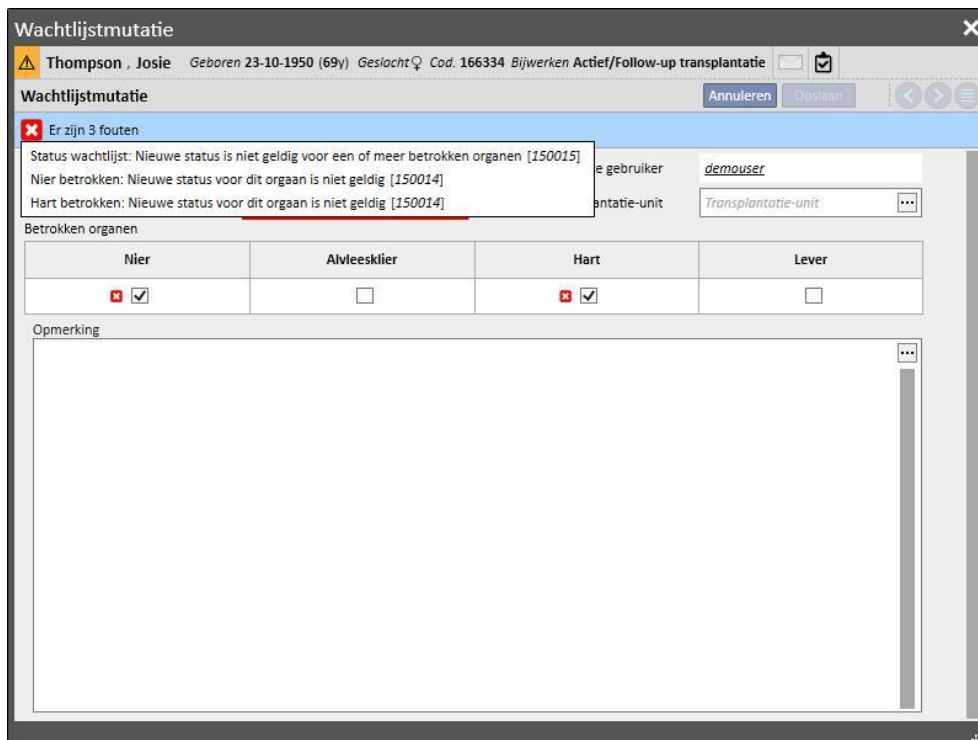 Wachtlijstmutatie
Thompson , Josie Geboren 23-10-1950 (69y) Geslacht♀ Cod. 166334 Bijwerken Actief/Follow-up transplantatie
Wachtlijstmutatie Annuleren Opslaan
Er zijn 3 fouten
Status wachtlijst: Nieuwe status is niet geldig voor een of meer betrokken organen [150015]
Nier betrokken: Nieuwe status voor dit orgaan is niet geldig [150014]
Hart betrokken: Nieuwe status voor dit orgaan is niet geldig [150014]
e gebruiker demouser
antatie-unit Transplantatie-unit ...
Betrokken organen
Nier Alvleesklier Hart Lever
Opmerking
...